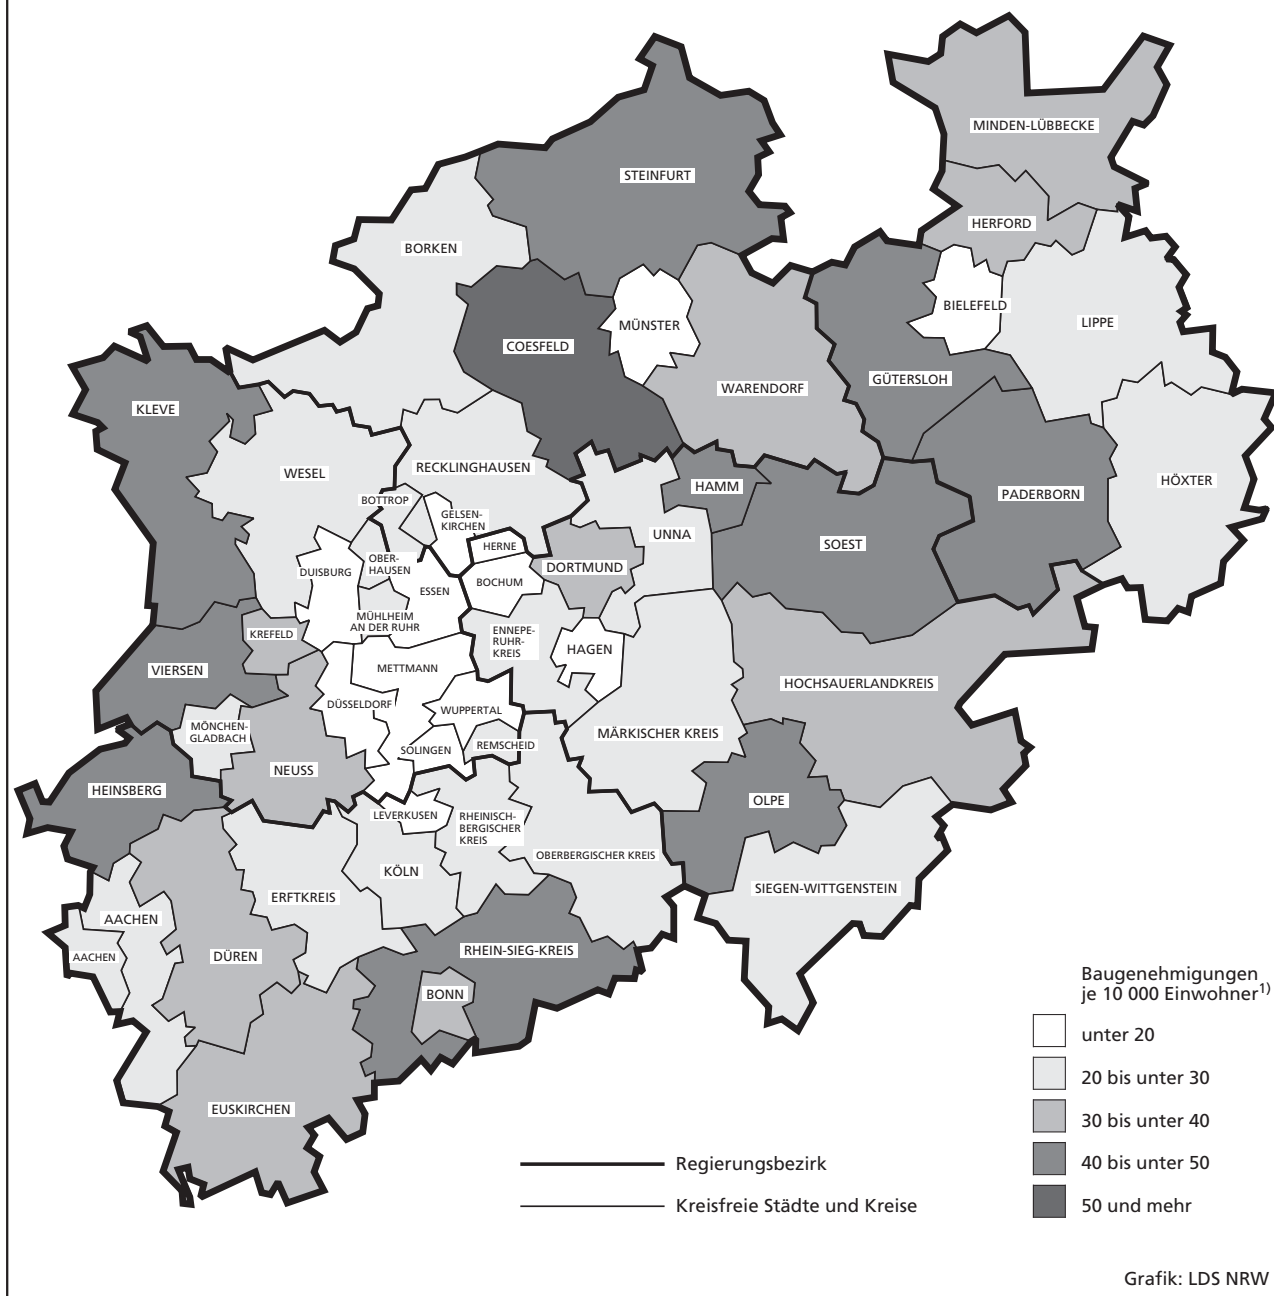 MINDEN-LÜBBECKE
STEINFURT
HERFORD
BORKEN
BIELEFELD
LIPPE
MÜNSTER
COESFELD
GÜTERSLOH
WARENDORF
KLEVE
RECKLINGHAUSEN
WESEL
HÖXTER
HAMM
PADERBORN
BOTTROP
GELSEN-
KIRCHEN
UNNA
SOEST
HERNE
OBER-
HAUSEN
DUISBURG
DORTMUND
BOCHUM
ESSEN
MÜHLHEIM
AN DER RUHR
KREFELD
ENNEPE-
RUHR-
KREIS
HAGEN
METTMANN
VIERSEN
HOCHSAUERLANDKREIS
DÜSSELDORF
WUPPERTAL
MÖNCHEN-
GLADBACH
MÄRKISCHER KREIS
REMSCHEID
SOLINGEN
NEUSS
HEINSBERG
OLPE
LEVERKUSEN
RHEINISCH-
BERGISCHER
KREIS
OBERBERGISCHER KREIS
KÖLN
SIEGEN-WITTGENSTEIN
ERFTKREIS
AACHEN
RHEIN-SIEG-KREIS
AACHEN
DÜREN
BONN
EUSKIRCHEN
Baugenehmigungen
je 10 000 Einwohner1)
unter 20
20 bis unter 30
30 bis unter 40
40 bis unter 50
50 und mehr
Regierungsbezirk
Kreisfreie Städte und Kreise
Grafik: LDS NRW